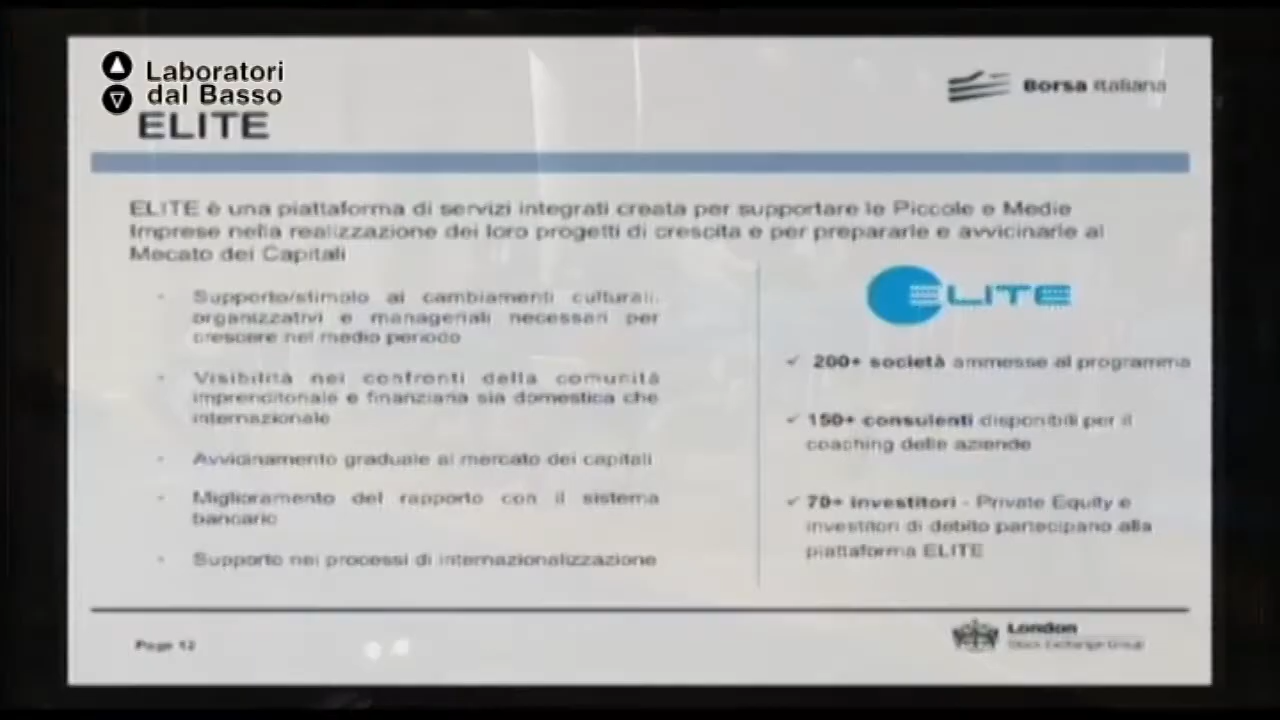 Laboratori
dal Basso
Borsa Italiana
ELITE
ELITE è una piattaforma di servizi integrati creata per supportare le Piccole e Medie
Imprese nella realizzazione dei loro progetti di crescita e per prepararle e avvicinarle al
Mecato dei Capitali
- Supporto/stimolo ai cambiamenti culturali,
organizzativi e manageriali necessari per
crescere nel medio periodo
- Visibilità nei confronti della comunità
imprenditoriale e finanziaria sia domestica che
internazionale
- Avvicinamento graduale al mercato dei capitali
- Miglioramento del rapporto con il sistema
bancario
- Supporto nei processi di internazionalizzazione
ELITE
✓ 200+ società ammesse al programma
✓ 150+ consulenti disponibili per il
coaching delle aziende
✓ 70+ investitori - Private Equity e
investitori di debito partecipano alla
piattaforma ELITE
Page 12
London
Stock Exchange Group